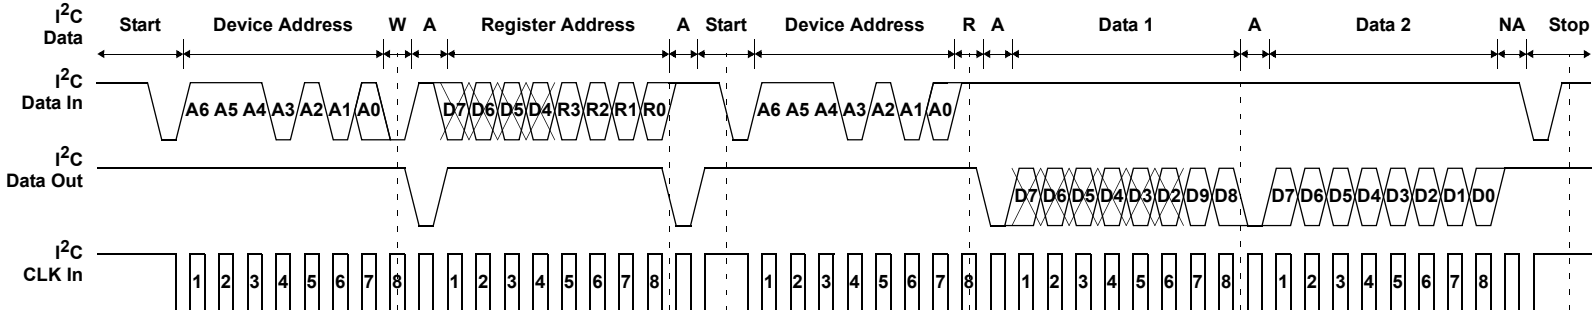 I²C
Data
Start Device Address W A Register Address A Start Device Address R A Data 1 A Data 2 NA Stop
I²C
Data In
A6 A5 A4 A3 A2 A1 A0 D7 D6 D5 D4 R3 R2 R1 R0 A6 A5 A4 A3 A2 A1 A0
I²C
Data Out
D7 D6 D5 D4 D3 D2 D9 D8 D7 D6 D5 D4 D3 D2 D1 D0
I²C
CLK In
1 2 3 4 5 6 7 8 1 2 3 4 5 6 7 8 1 2 3 4 5 6 7 8 1 2 3 4 5 6 7 8 1 2 3 4 5 6 7 8